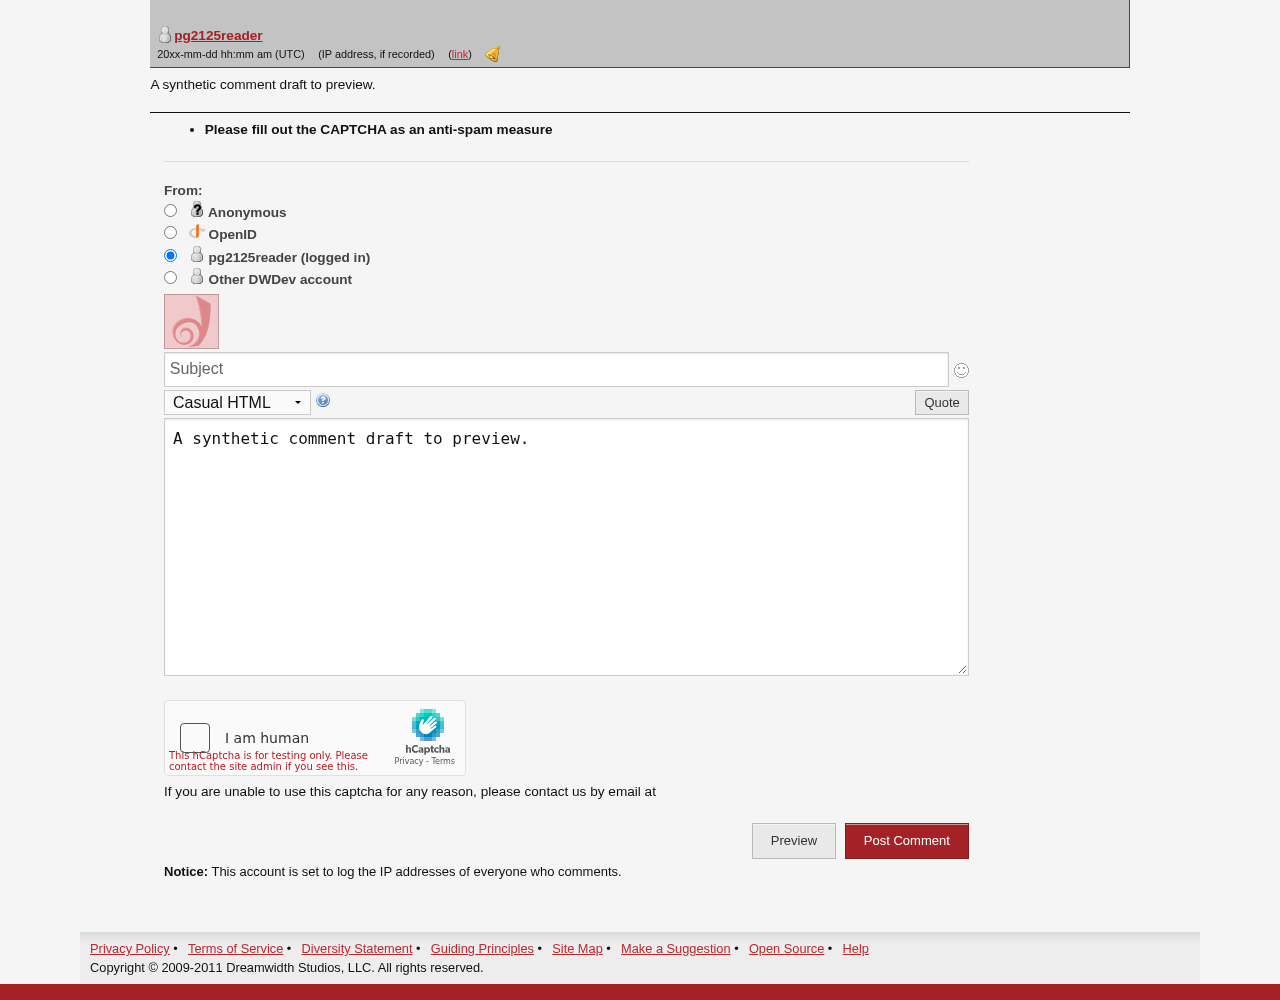 pg2125reader
20xx-mm-dd hh:mm am (UTC) (IP address, if recorded) (link)
A synthetic comment draft to preview.
• Please fill out the CAPTCHA as an anti-spam measure
From:
Anonymous
OpenID
pg2125reader (logged in)
Other DWDev account
Subject
Casual HTML
Quote
A synthetic comment draft to preview.
I am human
This hCaptcha is for testing only. Please
contact the site admin if you see this.
hCaptcha
Privacy - Terms
If you are unable to use this captcha for any reason, please contact us by email at
Preview Post Comment
Notice: This account is set to log the IP addresses of everyone who comments.
Privacy Policy • Terms of Service • Diversity Statement • Guiding Principles • Site Map • Make a Suggestion • Open Source • Help
Copyright © 2009-2011 Dreamwidth Studios, LLC. All rights reserved.